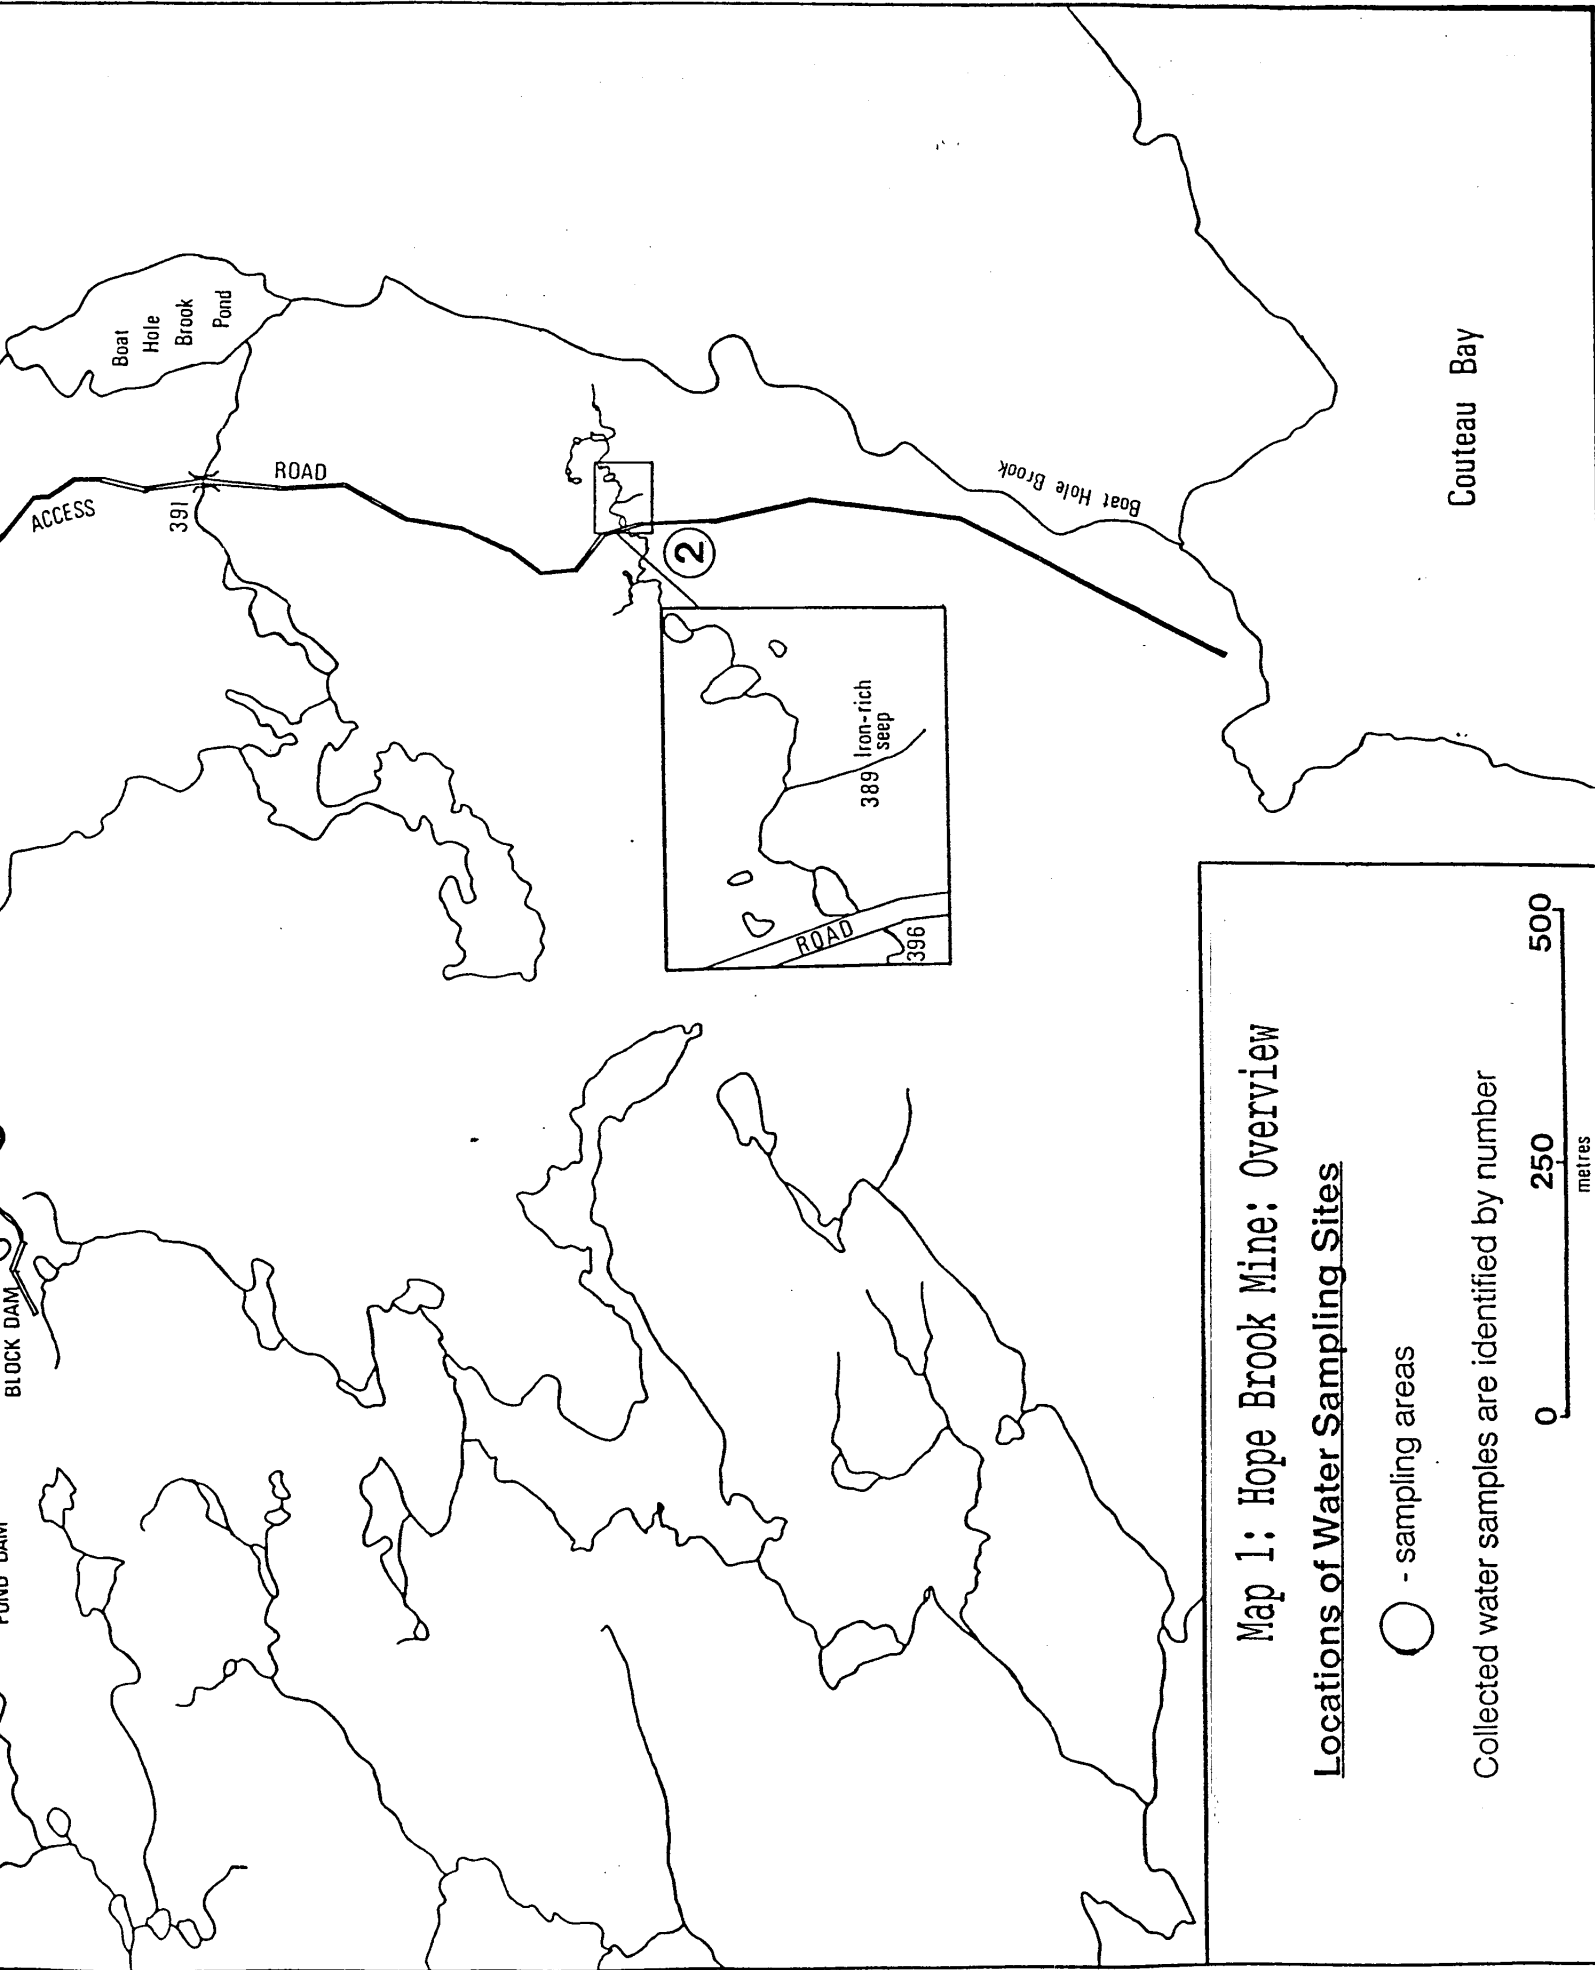 POND DAM
BLOCK DAM
ACCESS
391
ROAD
Boat
Hole
Brook
Pond
2
Boat Hole Brook
389 Iron-rich
seep
ROAD
396
Couteau Bay
Map 1: Hope Brook Mine: Overview
Locations of Water Sampling Sites
- sampling areas
Collected water samples are identified by number
0 250 500
metres